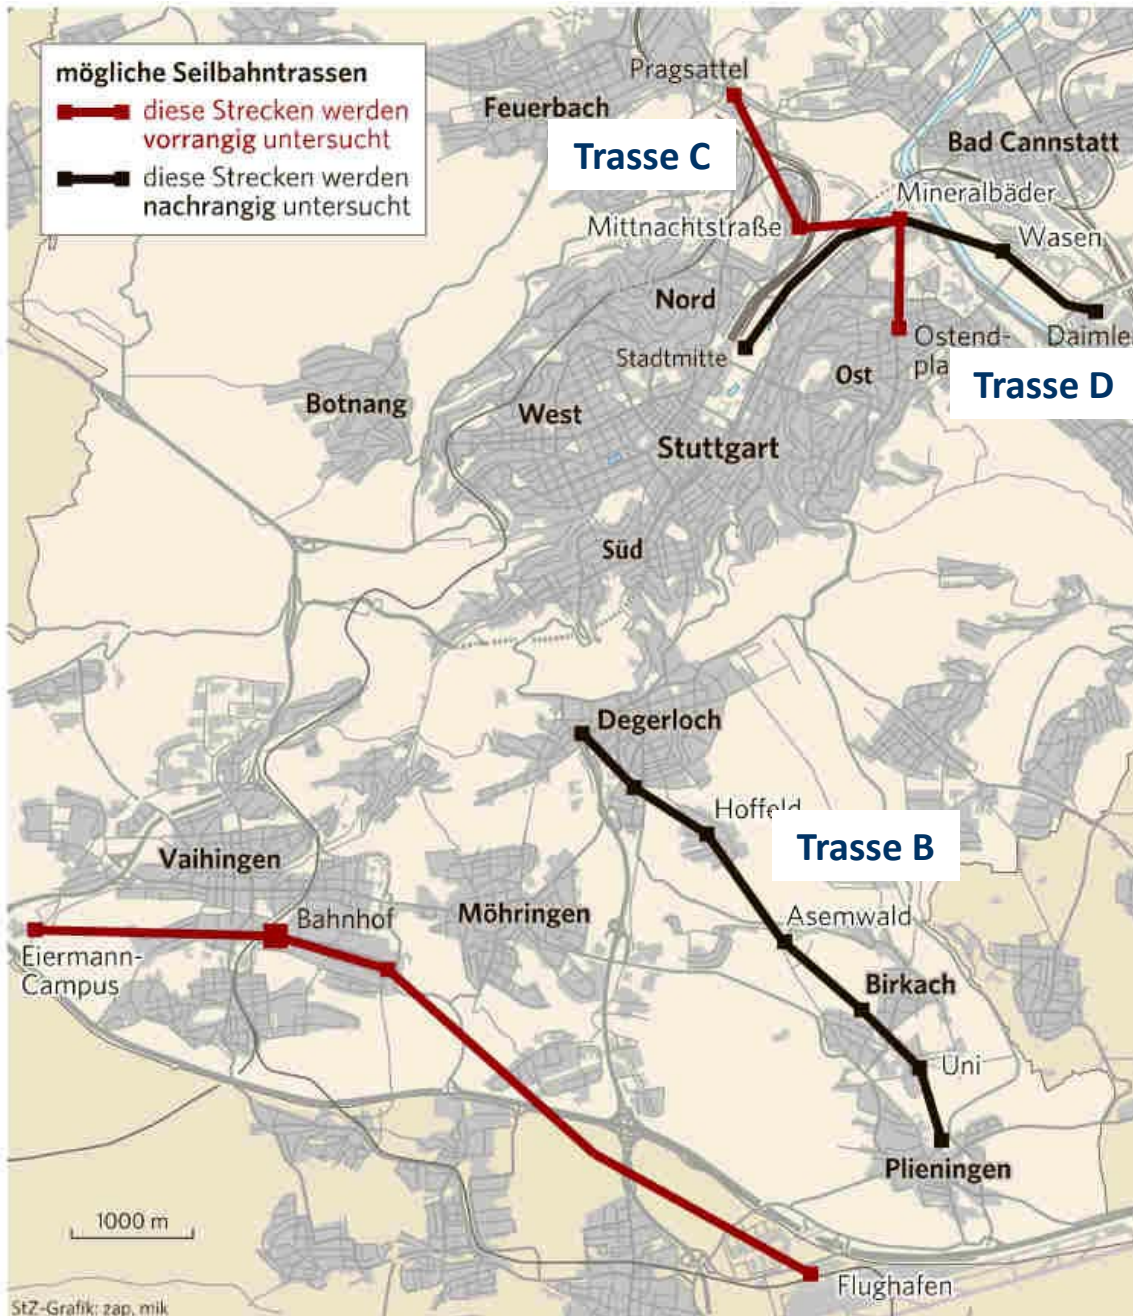 mögliche Seilbahntrassen
diese Strecken werden
vorrangig untersucht
diese Strecken werden
nachrangig untersucht
Pragsattel
Feuerbach
Trasse C
Bad Cannstatt
Mineralbäder
Mittnachtstraße
Wasen
Nord
Stadtmitte
Ostend-
Daimle
Ost
Trasse D
Botnang
West
Stuttgart
Süd
Degerloch
Hoffeld
Trasse B
Vaihingen
Bahnhof
Möhringen
Asemwald
Eiermann-
Campus
Birkach
Uni
Plieningen
1000 m
Flughafen
StZ-Grafik: zap, mik